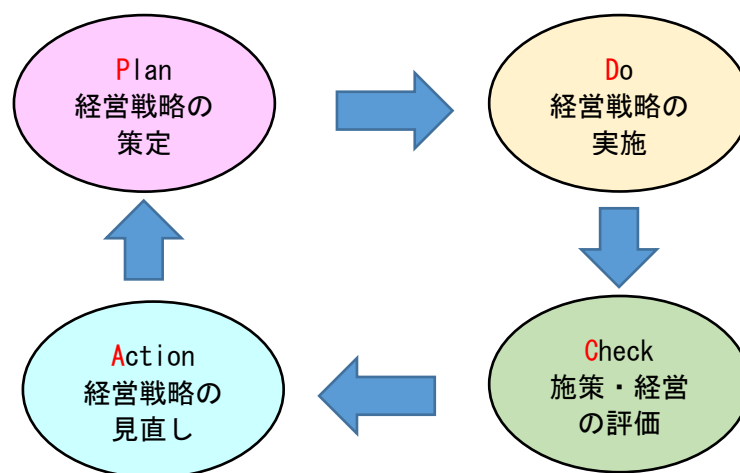 Plan
経営戦略の
策定
Do
経営戦略の
実施
Check
施策・経営
の評価
Action
経営戦略の
見直し